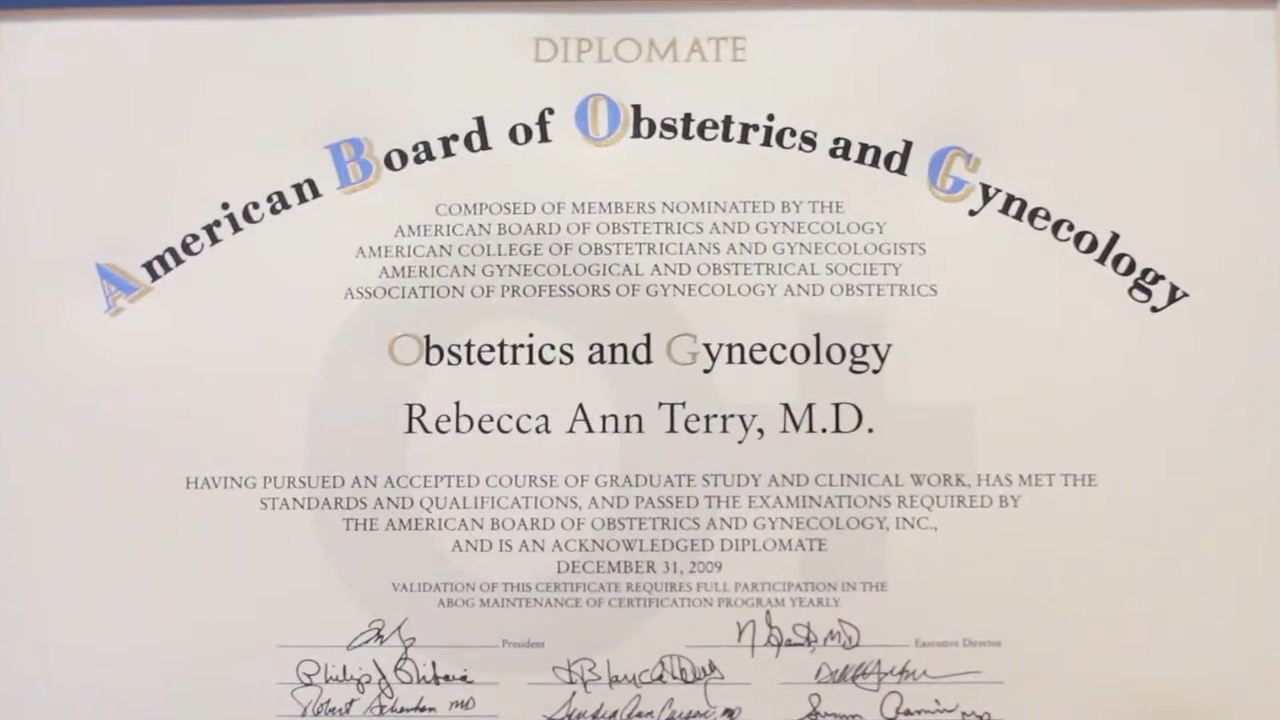 DIPLOMATE
American Board of Obstetrics and Gynecology
COMPOSED OF MEMBERS NOMINATED BY THE
AMERICAN BOARD OF OBSTETRICS AND GYNECOLOGY
AMERICAN COLLEGE OF OBSTETRICIANS AND GYNECOLOGISTS
AMERICAN GYNECOLOGICAL AND OBSTETRICAL SOCIETY
ASSOCIATION OF PROFESSORS OF GYNECOLOGY AND OBSTETRICS
Obstetrics and Gynecology
Rebecca Ann Terry, M.D.
HAVING PURSUED AN ACCEPTED COURSE OF GRADUATE STUDY AND CLINICAL WORK, HAS MET THE
STANDARDS AND QUALIFICATIONS, AND PASSED THE EXAMINATIONS REQUIRED BY
THE AMERICAN BOARD OF OBSTETRICS AND GYNECOLOGY, INC.,
AND IS AN ACKNOWLEDGED DIPLOMATE
DECEMBER 31, 2009
VALIDATION OF THIS CERTIFICATE REQUIRES FULL PARTICIPATION IN THE
ABOG MAINTENANCE OF CERTIFICATION PROGRAM YEARLY.
President MD Executive Director
Philip J
Robert MD